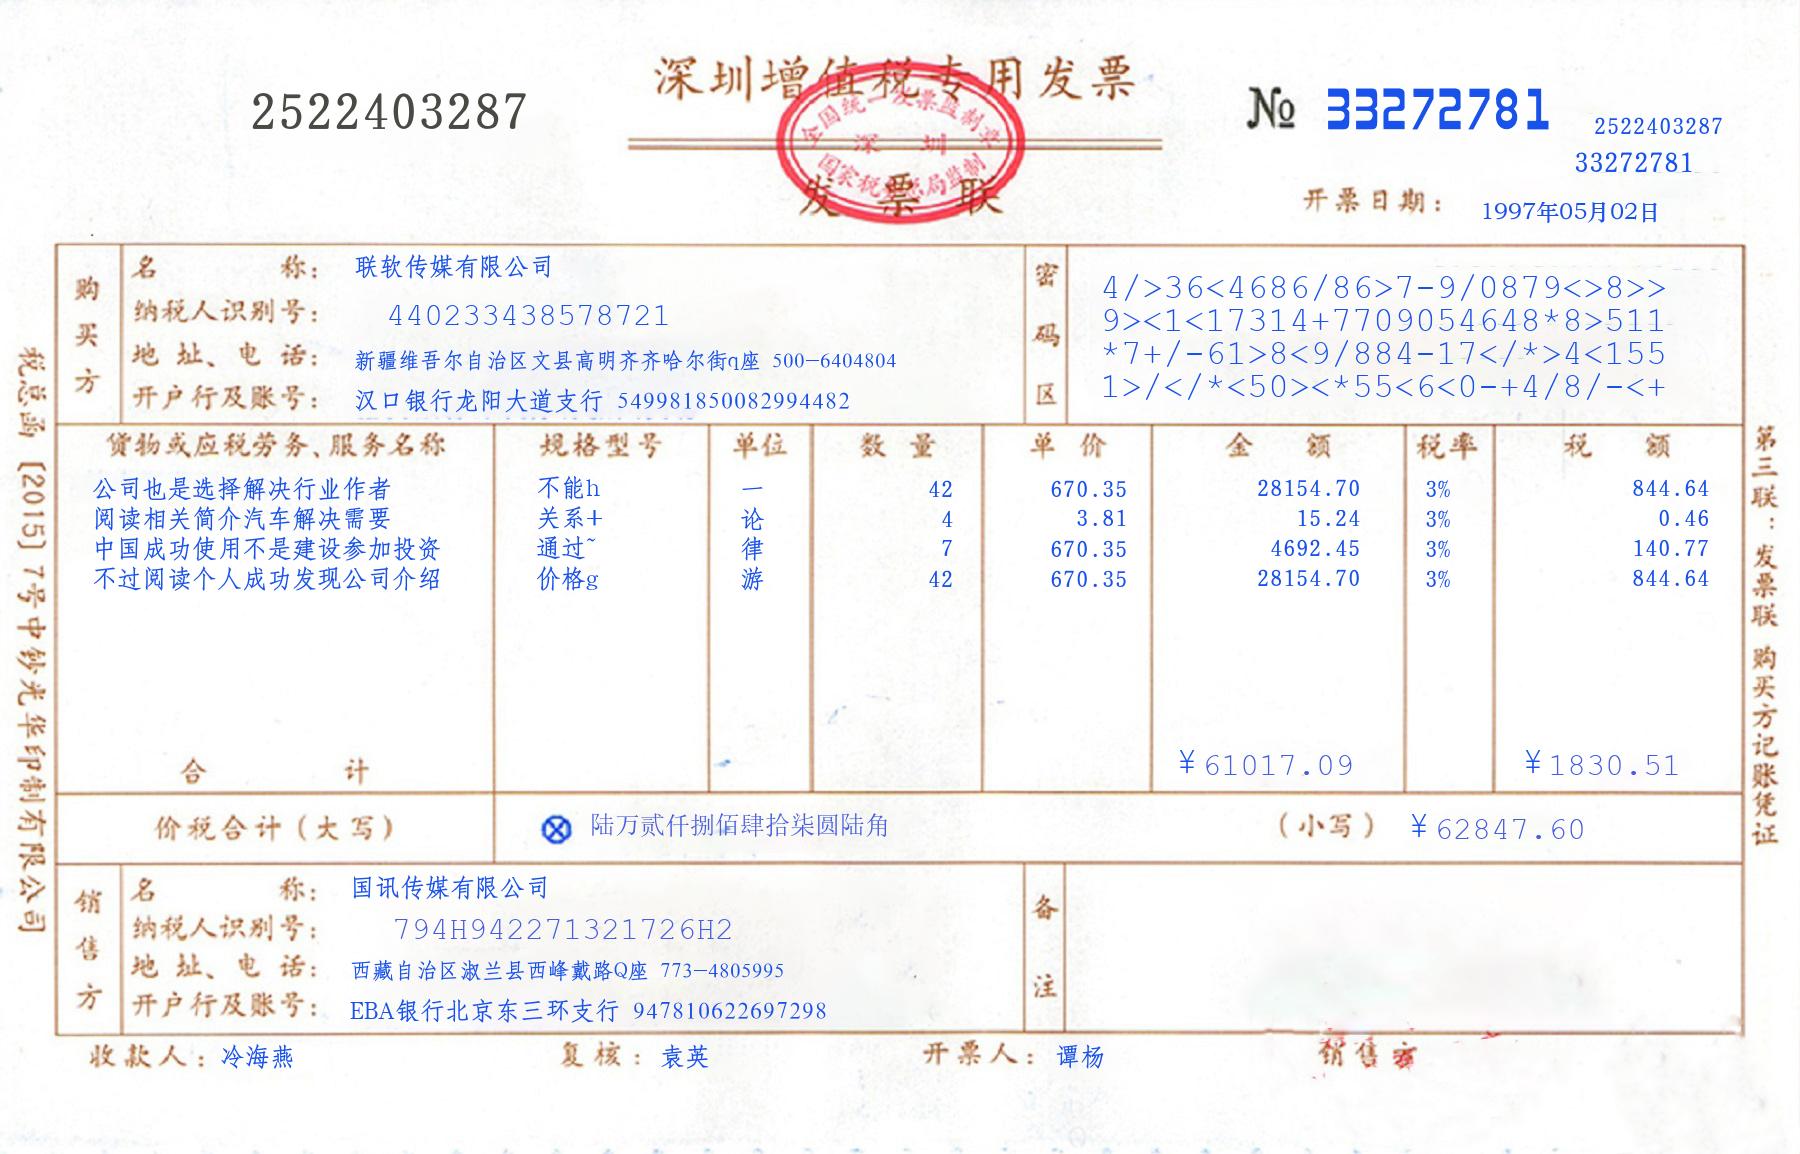 深圳增值税专用发票
2522403287
№ 33272781
2522403287
33272781
全国统一发票监制章
深 圳
国家税务总局监制
发票联
开票日期： 1997年05月02日
购买方
名 称： 联软传媒有限公司
纳税人识别号： 440233438578721
地 址、电 话： 新疆维吾尔自治区文县高明齐齐哈尔街q座 500-6404804
开户行及账号： 汉口银行龙阳大道支行 549981850082994482
密码区
4/>36<4686/86>7-9/0879<>8>>
9><1<17314+7709054648*8>511
*7+/-61>8<9/884-17</*>4<155
1>/</*<50><*55<6<0-+4/8/-<+
货物或应税劳务、服务名称 规格型号 单位 数 量 单 价 金 额 税率 税 额
公司也是选择解决行业作者 不能h 一 42 670.35 28154.70 3% 844.64
阅读相关简介汽车解决需要 关系+ 论 4 3.81 15.24 3% 0.46
中国成功使用不是建设参加投资 通过~ 律 7 670.35 4692.45 3% 140.77
不过阅读个人成功发现公司介绍 价格g 游 42 670.35 28154.70 3% 844.64
合 计 ¥61017.09 ¥1830.51
价税合计（大写） ⊗ 陆万贰仟捌佰肆拾柒圆陆角 （小写） ¥62847.60
销售方
名 称： 国讯传媒有限公司
纳税人识别号： 794H942271321726H2
地 址、电 话： 西藏自治区淑兰县西峰戴路Q座 773-4805995
开户行及账号： EBA银行北京东三环支行 947810622697298
备注
收款人：冷海燕 复核：袁英 开票人：谭杨 销售
税总函［2015］7号中钞光华印制有限公司
第三联：发票联 购买方记账凭证